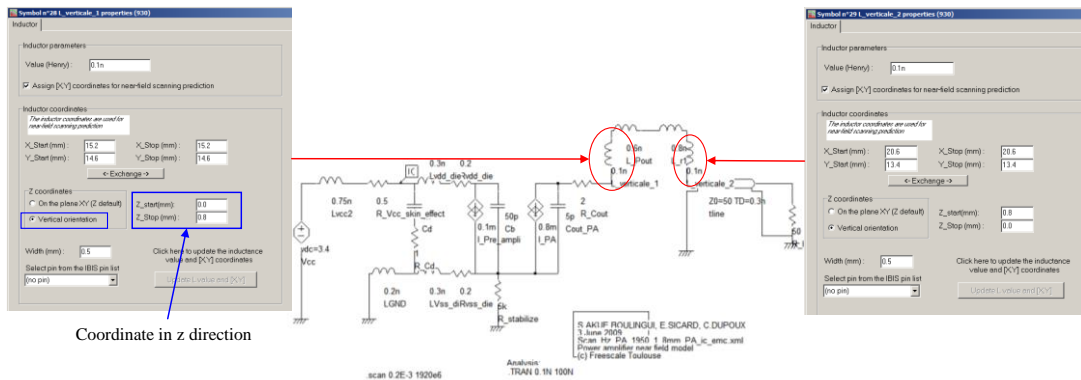 Symbol n°28 L_verticale_1 properties (930)
Inductor
Inductor parameters
Value (Henry) : 0.1n
Assign [X,Y] coordinates for near-field scanning prediction
Inductor coordinates
The inductor coordinates are used for
near-field scanning prediction
X_Start (mm) : 15.2 X_Stop (mm) : 15.2
Y_Start (mm) : 14.6 Y_Stop (mm) : 14.6
<- Exchange ->
Z coordinates
On the plane XY (Z default)
Vertical orientation
Z_start(mm): 0.0
Z_Stop (mm) : 0.8
Width (mm) : 0.5
Click here to update the inductance
value and [X,Y] coordinates
Select pin from the IBIS pin list
(no pin)
Update L value and [X,Y]
Coordinate in z direction
IC
0.3n 0.2
Lvdd_die Rvdd_die
0.75n
Lvcc2
0.5
R_Vcc_skin_effect
Cd
1
R_Cd
vdc=3.4
Vcc
0.2n
LGND
0.3n 0.2
LVss_di Rvss_die
0.1m
I_Pre_ampli
50p
Cb
5k
R_stabilize
0.8m
I_PA
5p
Cout_PA
2
R_Cout
0.6n
L_Pout
0.1n
L_verticale_1
0.8n
0.1n
L_verticale_2
Z0=50 TD=0.3n
tline
50
3 June 2009
Scan_Hz_PA_1950_1_8mm_PA_ic_emc.xml
Power amplifier near field model
(c) Freescale Toulouse
Analysis:
.TRAN 0.1N 100N
.scan 0.2E-3 1920e6
Symbol n°29 L_verticale_2 properties (930)
Inductor
Inductor parameters
Value (Henry) : 0.1n
Assign [X,Y] coordinates for near-field scanning prediction
Inductor coordinates
The inductor coordinates are used for
near-field scanning prediction
X_Start (mm) : 20.6 X_Stop (mm) : 20.6
Y_Start (mm) : 13.4 Y_Stop (mm) : 13.4
<- Exchange ->
Z coordinates
On the plane XY (Z default)
Vertical orientation
Z_start(mm): 0.8
Z_Stop (mm) : 0.0
Width (mm) : 0.5
Click here to update the inductance
value and [X,Y] coordinates
Select pin from the IBIS pin list
(no pin)
Update L value and [X,Y]